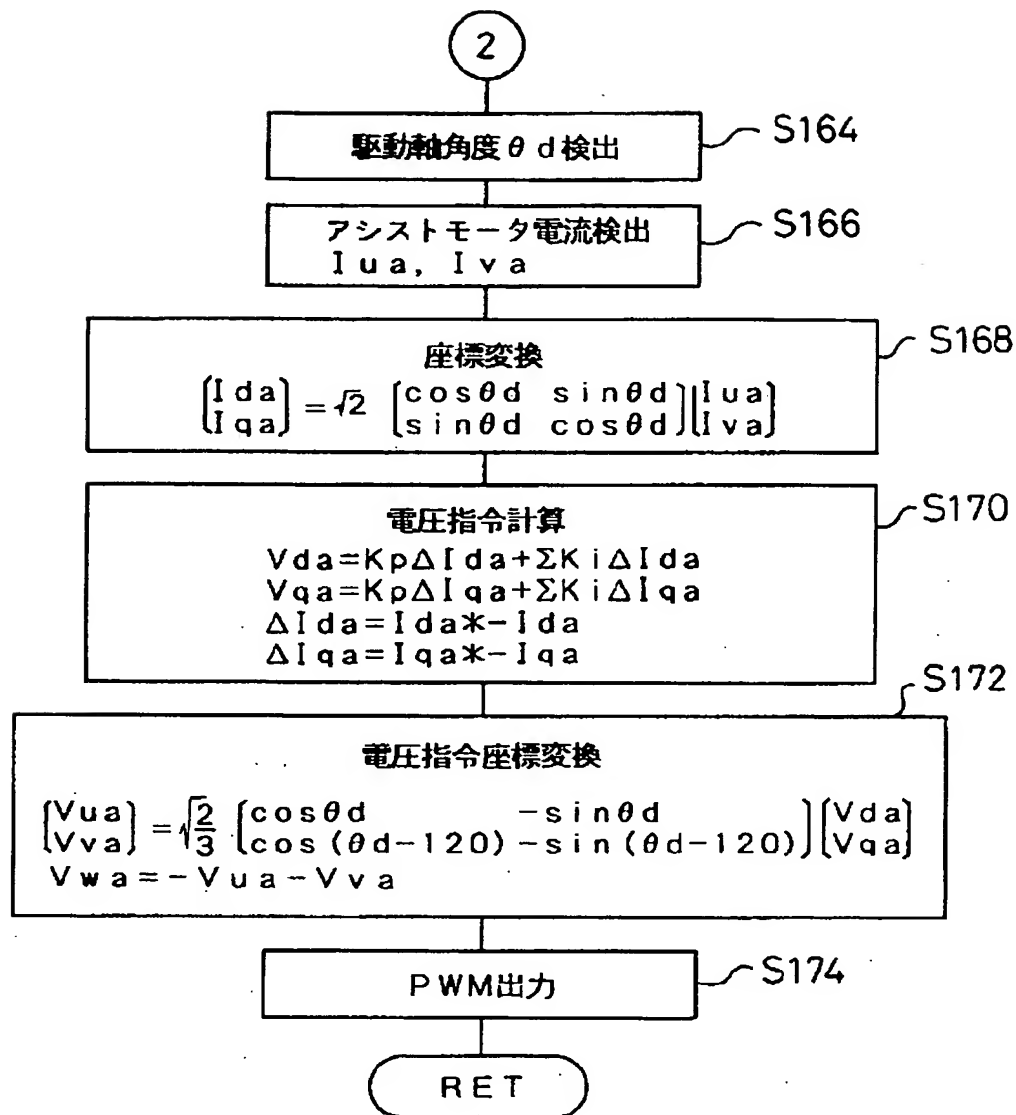 2
駆動軸角度θd検出
S164
アシストモータ電流検出
Iua, Iva
S166
座標変換
S168
[Ida] = √2 [cosθd sinθd] [Iua]
[Iqa] [sinθd cosθd] [Iva]
電圧指令計算
S170
Vda=KpΔIda+ΣKiΔIda
Vqa=KpΔIqa+ΣKiΔIqa
ΔIda=Ida*-Ida
ΔIqa=Iqa*-Iqa
S172
電圧指令座標変換
[Vua] = √2/3 [cosθd -sinθd] [Vda]
[Vva] [cos(θd-120) -sin(θd-120)] [Vqa]
Vwa=-Vua-Vva
PWM出力
S174
RET